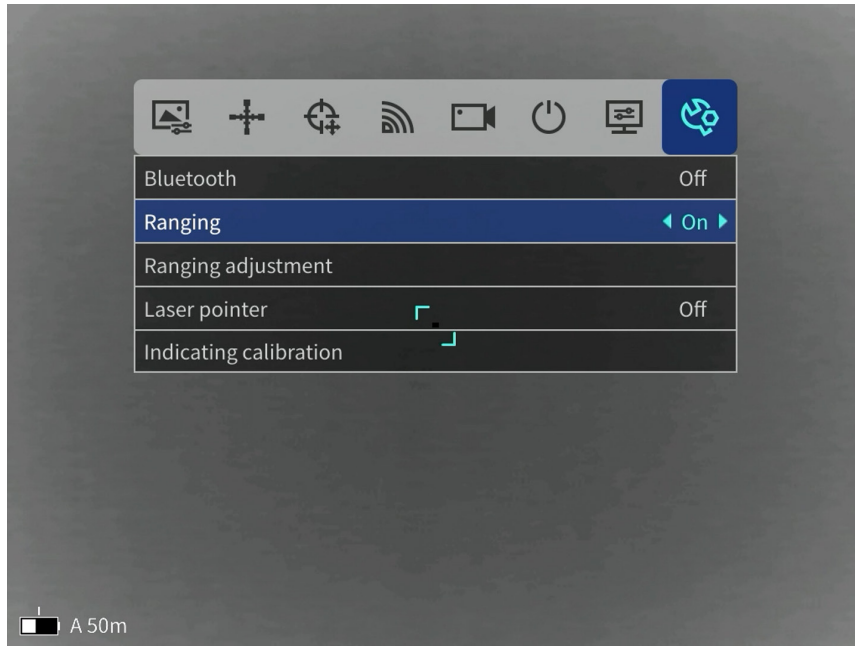 Bluetooth Off
Ranging On
Ranging adjustment
Laser pointer Off
Indicating calibration
A 50m